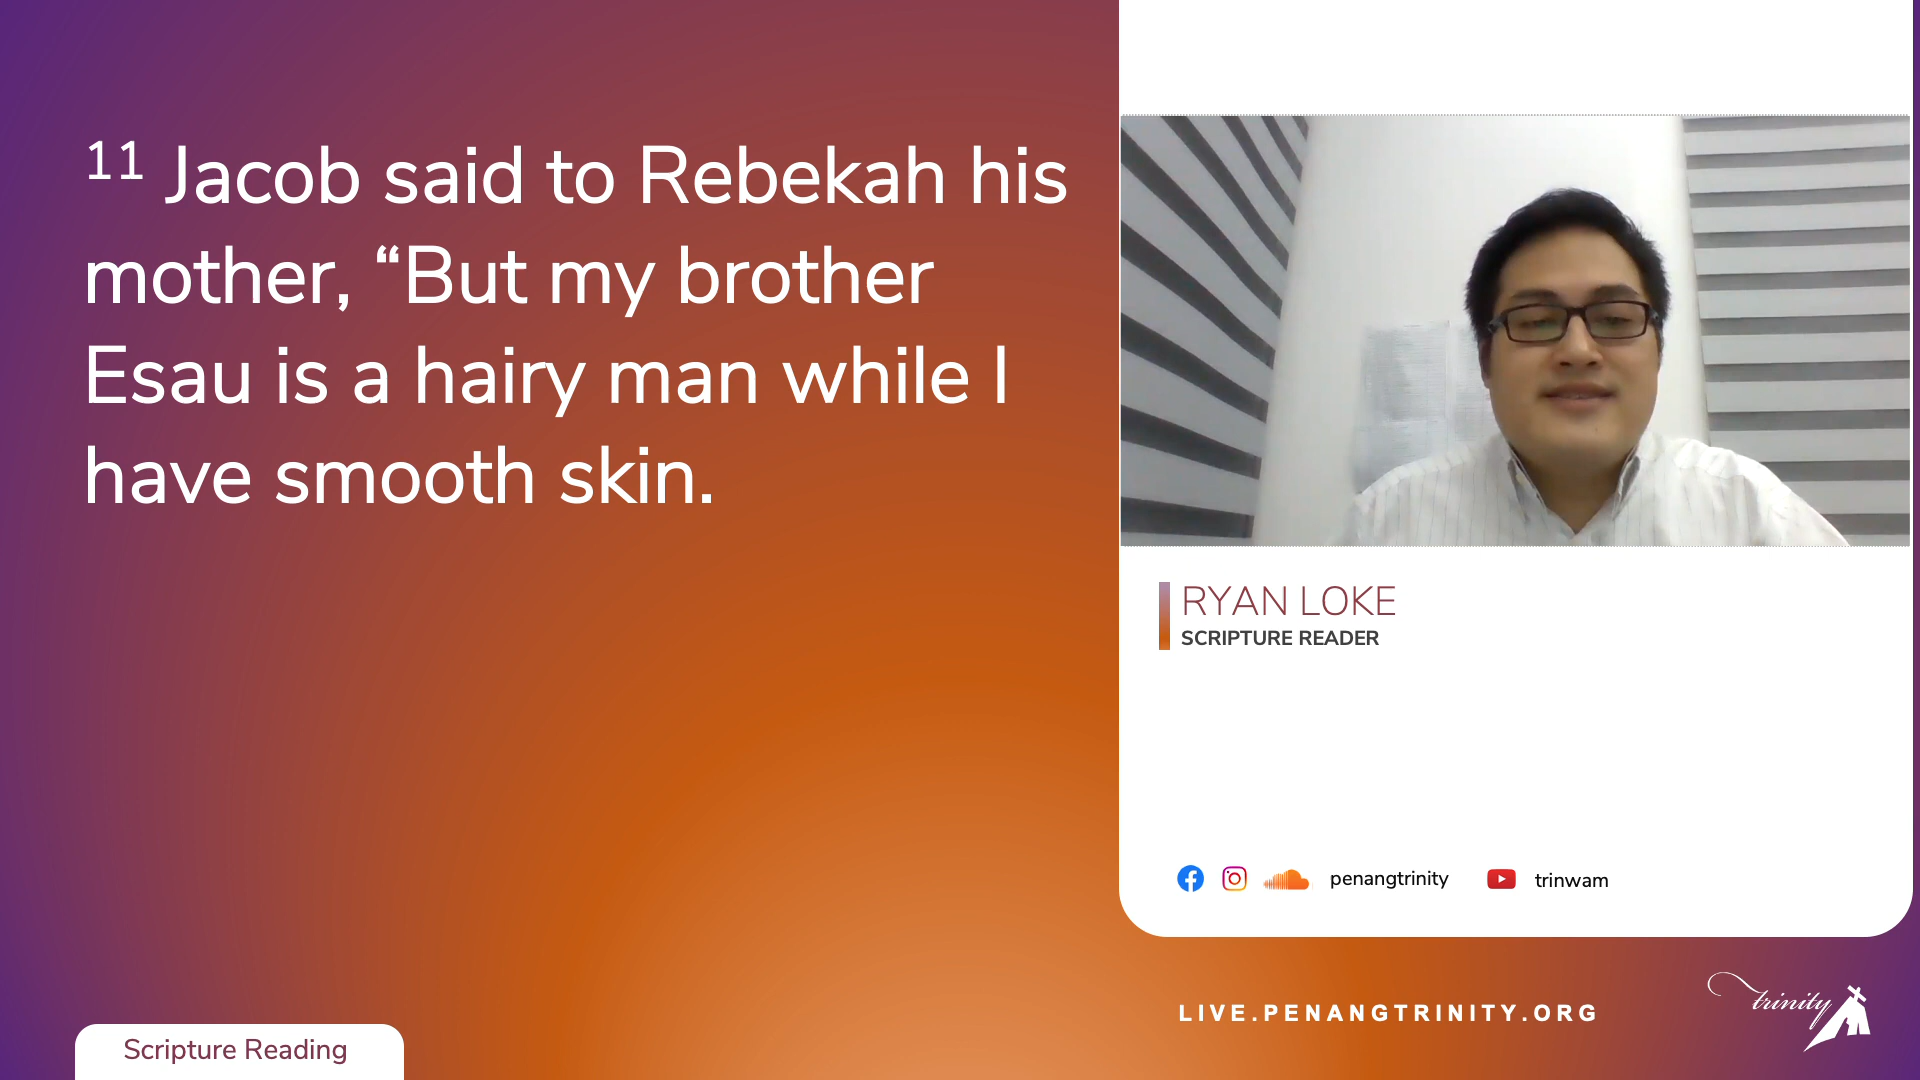 11 Jacob said to Rebekah his
mother, “But my brother
Esau is a hairy man while I
have smooth skin.
RYAN LOKE
SCRIPTURE READER
penangtrinity
trinwam
LIVE.PENANGTRINITY.ORG
trinity
Scripture Reading